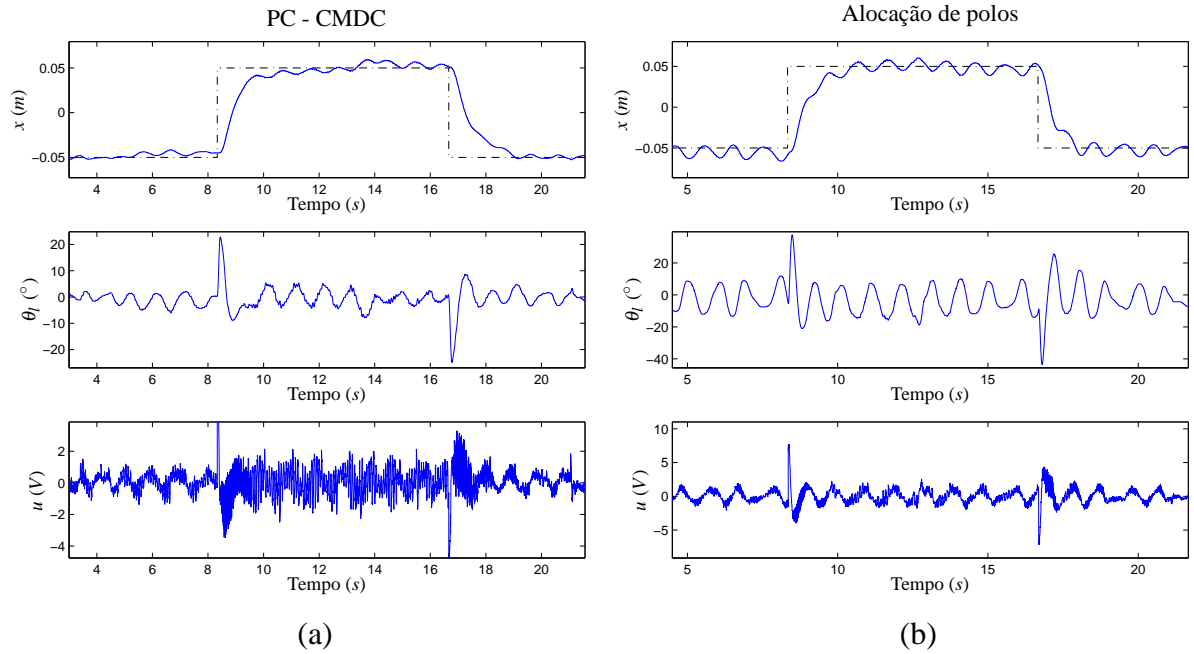 PC - CMDC
0.05
0
−0.05
x (m)
4 6 8 10 12 14 16 18 20
Tempo (s)
20
10
0
−10
−20
θl (°)
4 6 8 10 12 14 16 18 20
Tempo (s)
2
0
−2
−4
u (V)
4 6 8 10 12 14 16 18 20
Tempo (s)
(a)
Alocação de polos
0.05
0
−0.05
x (m)
5 10 15 20
Tempo (s)
20
0
−20
−40
θl (°)
5 10 15 20
Tempo (s)
10
5
0
−5
u (V)
5 10 15 20
Tempo (s)
(b)